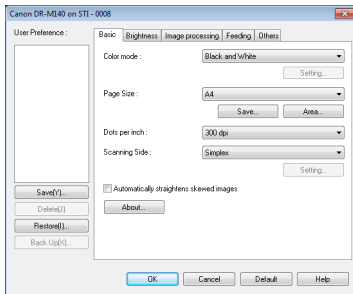 Canon DR-M140 on STI - 0008
User Preference :
Basic Brightness Image processing Feeding Others
Color mode : Black and White
Setting...
Page Size : A4
Save... Area...
Dots per inch : 300 dpi
Scanning Side : Simplex
Setting...
Automatically straightens skewed images
About...
Save(Y)...
Delete(J)
Restore(I)...
Back Up(X)...
OK Cancel Default Help